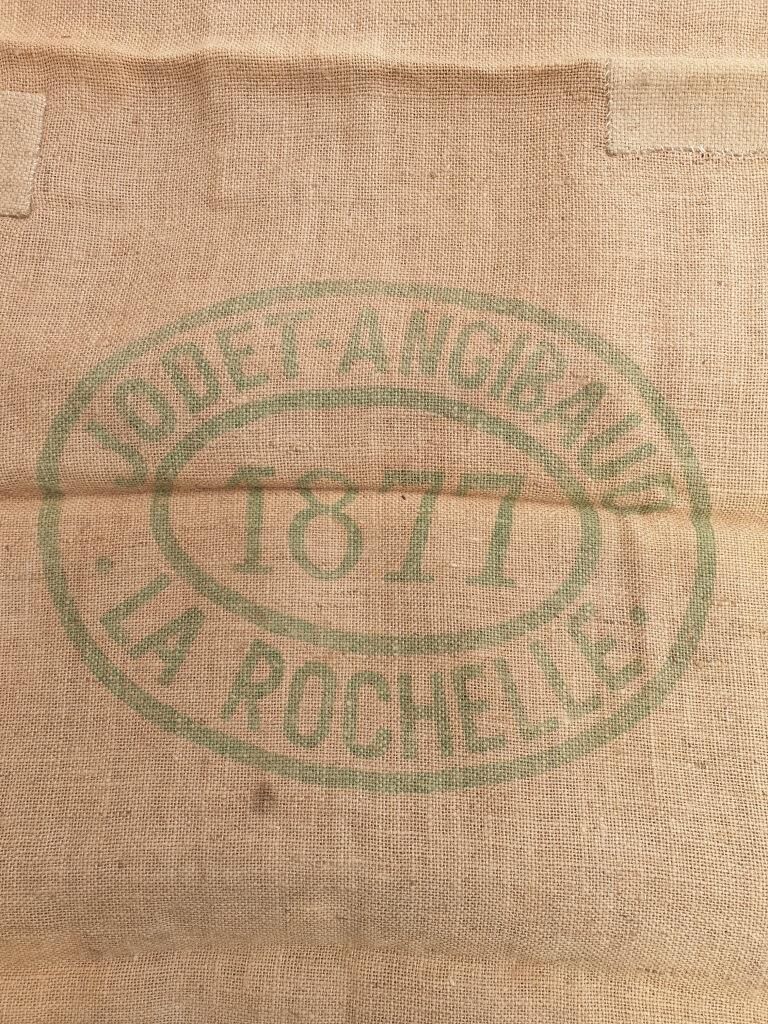 JODET-ANGIBAUD
1877
· LA ROCHELLE ·